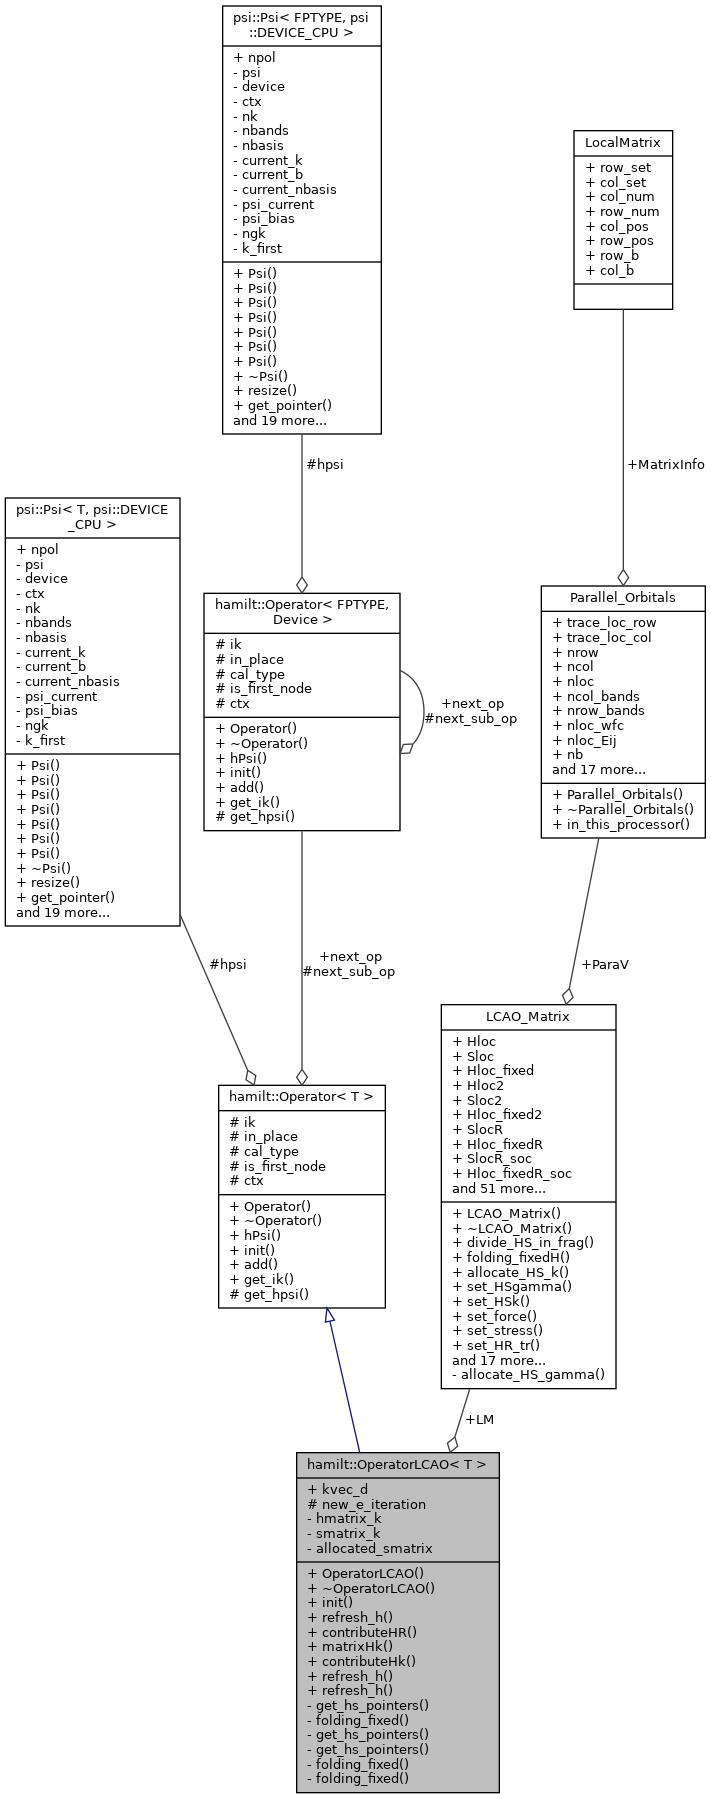 psi::Psi< FPTYPE, psi
::DEVICE_CPU >
+ npol
- psi
- device
- ctx
- nk
- nbands
- nbasis
- current_k
- current_b
- current_nbasis
- psi_current
- psi_bias
- ngk
- k_first
+ Psi()
+ Psi()
+ Psi()
+ Psi()
+ Psi()
+ Psi()
+ Psi()
+ ~Psi()
+ resize()
+ get_pointer()
and 19 more...
LocalMatrix
+ row_set
+ col_set
+ col_num
+ row_num
+ col_pos
+ row_pos
+ row_b
+ col_b
#hpsi
+MatrixInfo
psi::Psi< T, psi::DEVICE
_CPU >
+ npol
- psi
- device
- ctx
- nk
- nbands
- nbasis
- current_k
- current_b
- current_nbasis
- psi_current
- psi_bias
- ngk
- k_first
+ Psi()
+ Psi()
+ Psi()
+ Psi()
+ Psi()
+ Psi()
+ Psi()
+ ~Psi()
+ resize()
+ get_pointer()
and 19 more...
hamilt::Operator< FPTYPE,
Device >
# ik
# in_place
# cal_type
# is_first_node
# ctx
+ Operator()
+ ~Operator()
+ hPsi()
+ init()
+ add()
+ get_ik()
# get_hpsi()
+next_op
#next_sub_op
Parallel_Orbitals
+ trace_loc_row
+ trace_loc_col
+ nrow
+ ncol
+ nloc
+ ncol_bands
+ nrow_bands
+ nloc_wfc
+ nloc_Eij
+ nb
and 17 more...
+ Parallel_Orbitals()
+ ~Parallel_Orbitals()
+ in_this_processor()
#hpsi
+next_op
#next_sub_op
+ParaV
hamilt::Operator< T >
# ik
# in_place
# cal_type
# is_first_node
# ctx
+ Operator()
+ ~Operator()
+ hPsi()
+ init()
+ add()
+ get_ik()
# get_hpsi()
LCAO_Matrix
+ Hloc
+ Sloc
+ Hloc_fixed
+ Hloc2
+ Sloc2
+ Hloc_fixed2
+ SlocR
+ Hloc_fixedR
+ SlocR_soc
+ Hloc_fixedR_soc
and 51 more...
+ LCAO_Matrix()
+ ~LCAO_Matrix()
+ divide_HS_in_frag()
+ folding_fixedH()
+ allocate_HS_k()
+ set_HSgamma()
+ set_HSk()
+ set_force()
+ set_stress()
+ set_HR_tr()
and 17 more...
- allocate_HS_gamma()
+LM
hamilt::OperatorLCAO< T >
+ kvec_d
# new_e_iteration
- hmatrix_k
- smatrix_k
- allocated_smatrix
+ OperatorLCAO()
+ ~OperatorLCAO()
+ init()
+ refresh_h()
+ contributeHR()
+ matrixHk()
+ contributeHk()
+ refresh_h()
+ refresh_h()
- get_hs_pointers()
- folding_fixed()
- get_hs_pointers()
- get_hs_pointers()
- folding_fixed()
- folding_fixed()